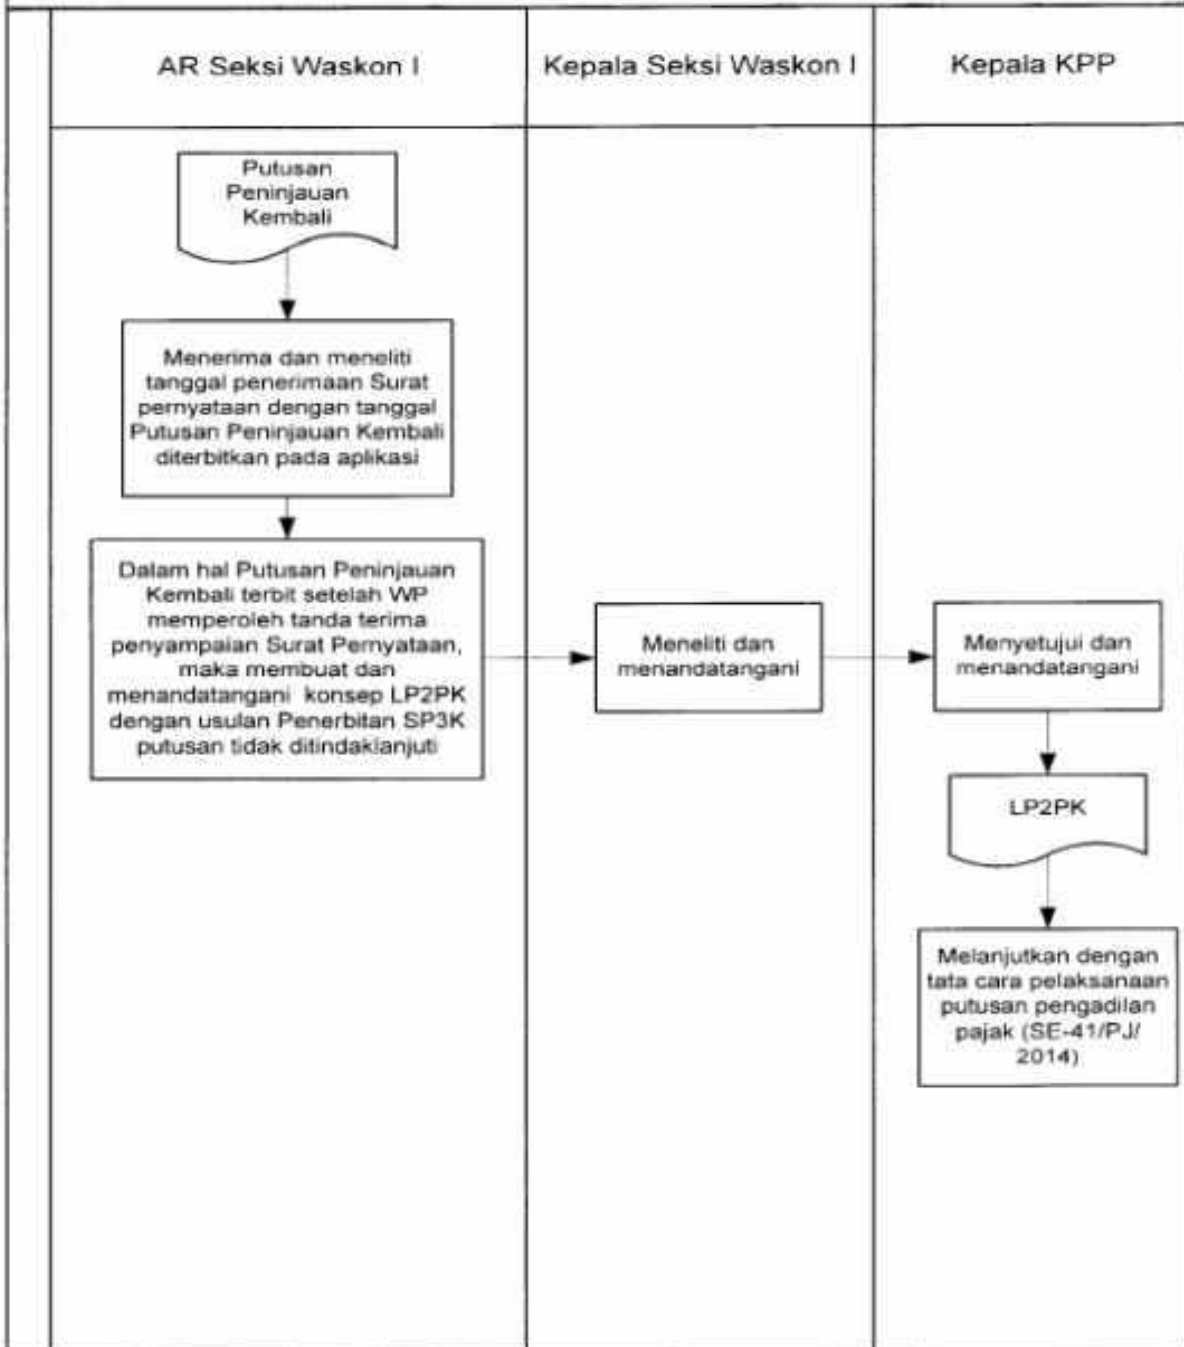 AR Seksi Waskon I
Kepala Seksi Waskon I
Kepala KPP
Putusan
Peninjauan
Kembali
Menerima dan meneliti
tanggal penerimaan Surat
pernyataan dengan tanggal
Putusan Peninjauan Kembali
diterbitkan pada aplikasi
Dalam hal Putusan Peninjauan
Kembali terbit setelah WP
memperoleh tanda terima
penyampaian Surat Pernyataan,
maka membuat dan
menandatangani konsep LP2PK
dengan usulan Penerbitan SP3K
putusan tidak ditindaklanjuti
Meneliti dan
menandatangani
Menyetujui dan
menandatangani
LP2PK
Melanjutkan dengan
tata cara pelaksanaan
putusan pengadilan
pajak (SE-41/PJ/
2014)